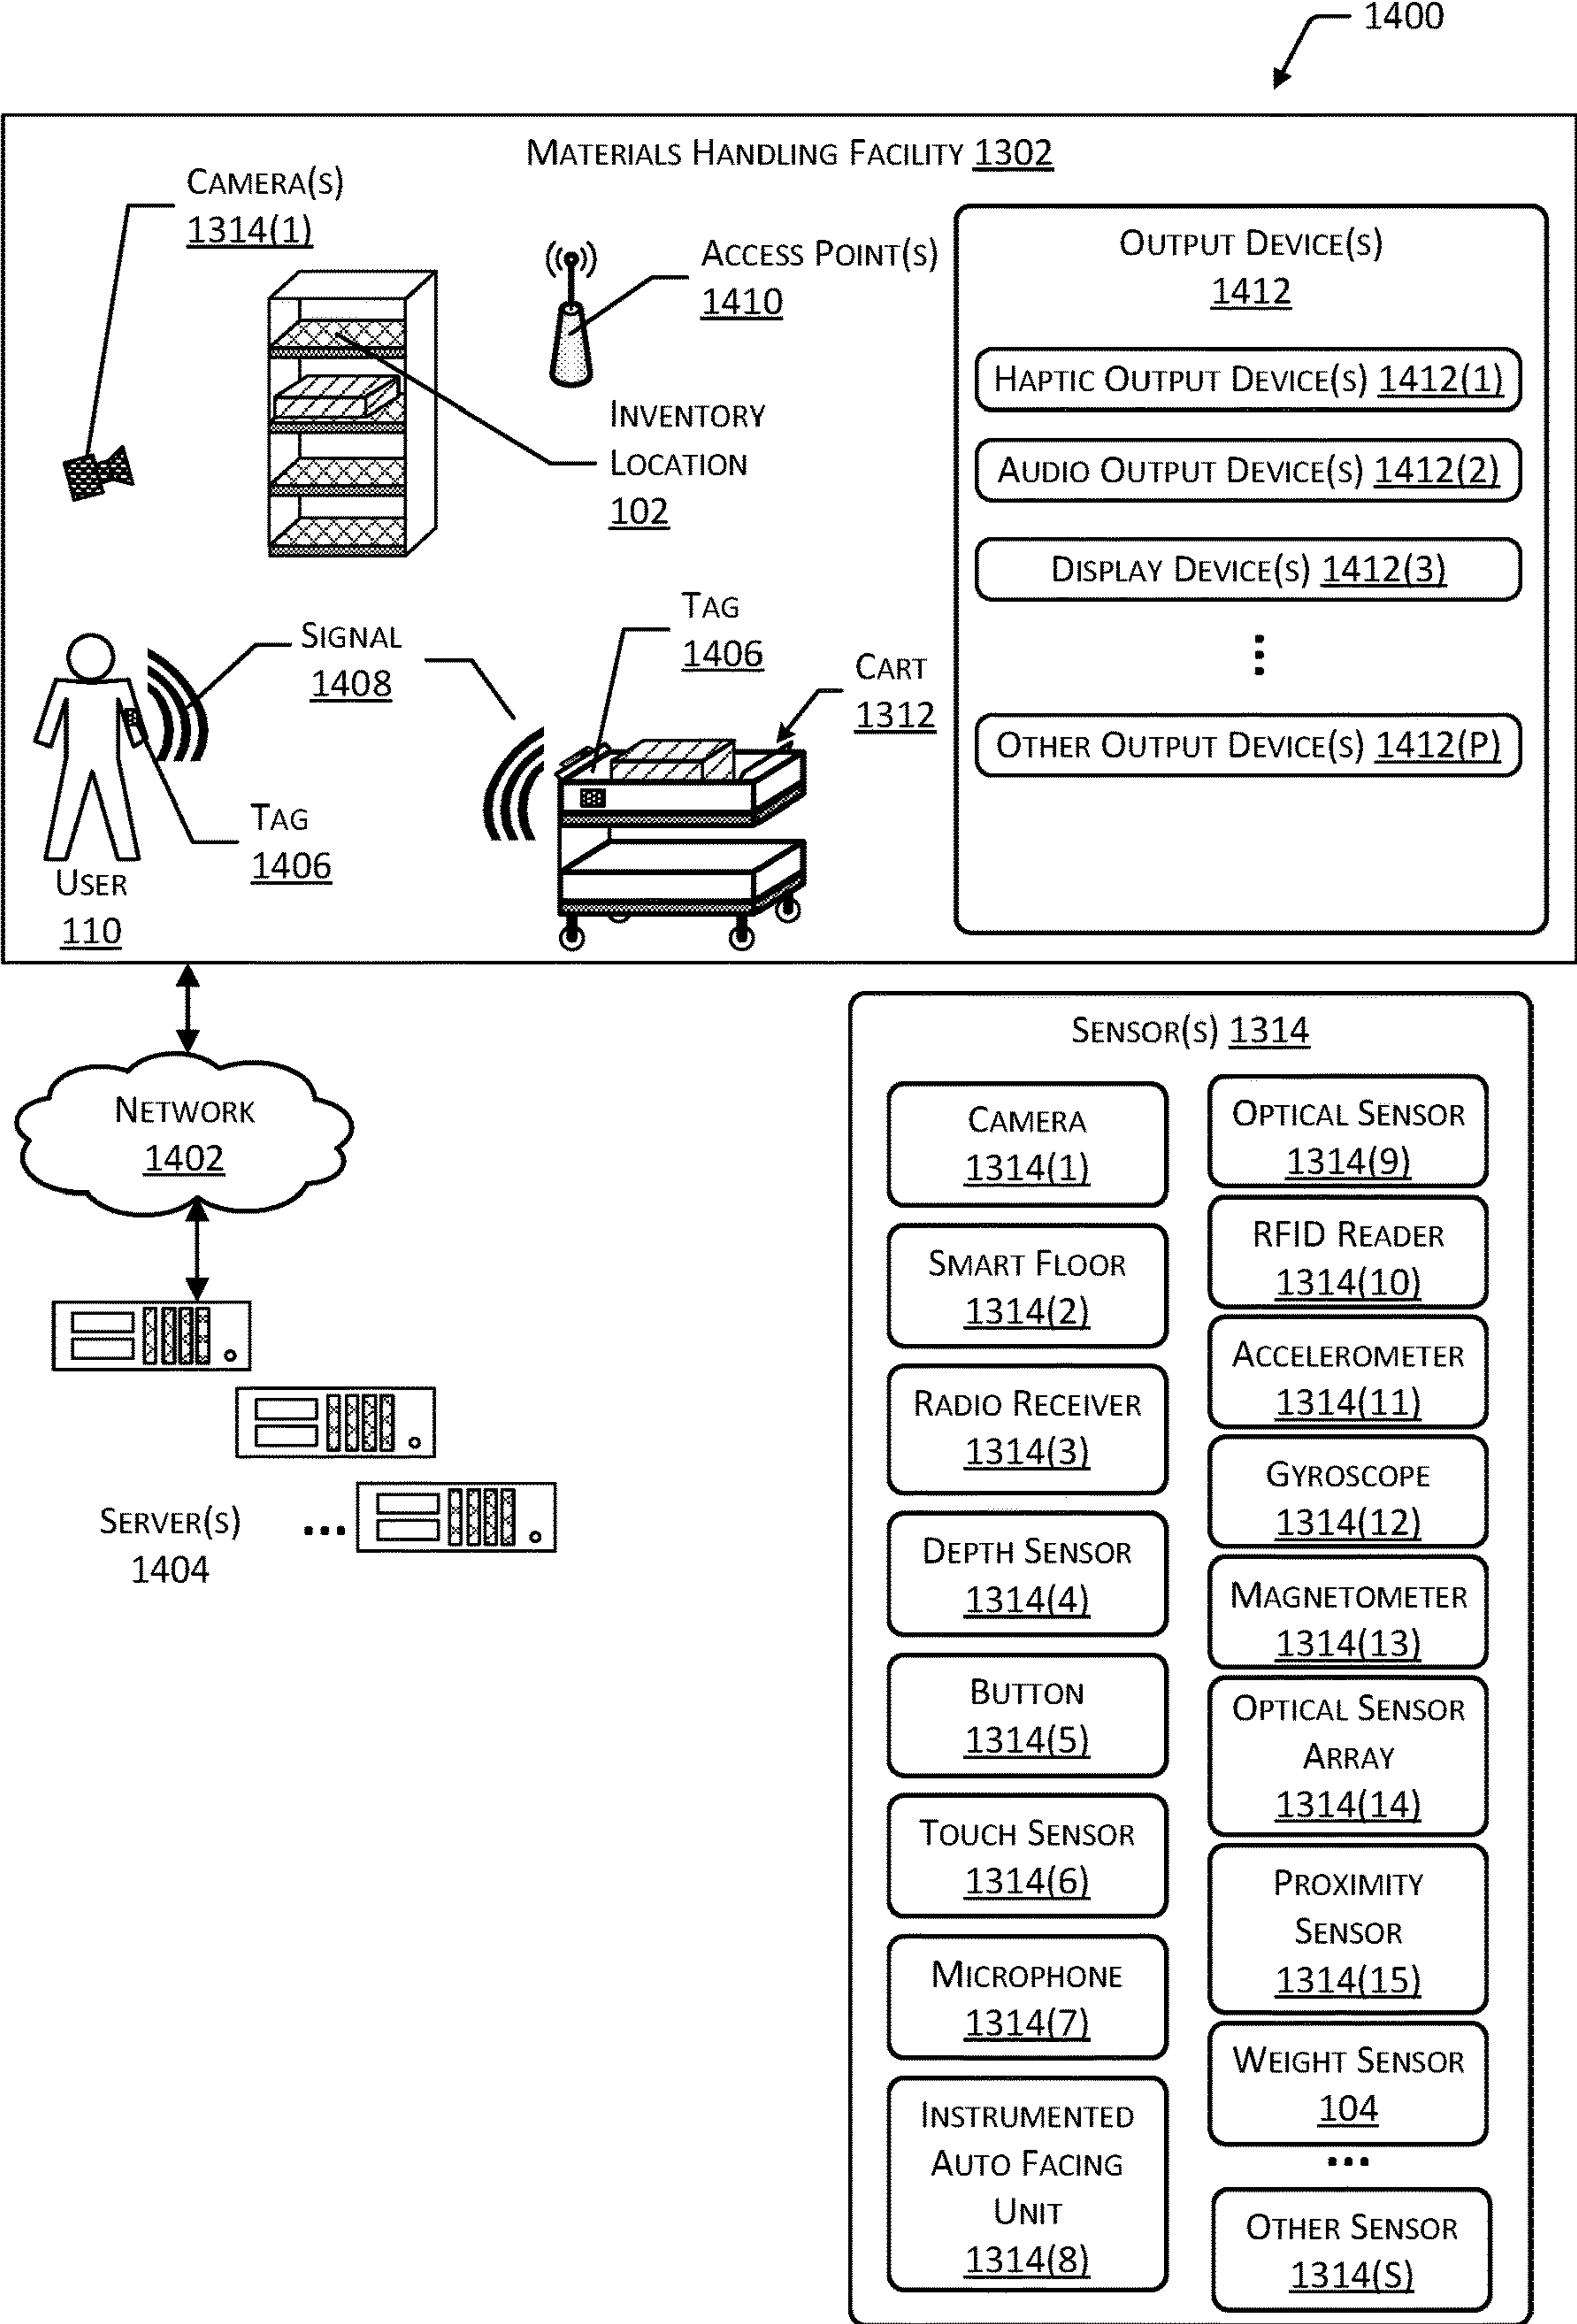 1400
MATERIALS HANDLING FACILITY 1302
CAMERA(S)
1314(1)
ACCESS POINT(S)
1410
INVENTORY
LOCATION
102
OUTPUT DEVICE(S)
1412
HAPTIC OUTPUT DEVICE(S) 1412(1)
AUDIO OUTPUT DEVICE(S) 1412(2)
DISPLAY DEVICE(S) 1412(3)
OTHER OUTPUT DEVICE(S) 1412(P)
SIGNAL
1408
TAG
1406
CART
1312
TAG
1406
USER
110
NETWORK
1402
SERVER(S)
1404
SENSOR(S) 1314
CAMERA
1314(1)
SMART FLOOR
1314(2)
RADIO RECEIVER
1314(3)
DEPTH SENSOR
1314(4)
BUTTON
1314(5)
TOUCH SENSOR
1314(6)
MICROPHONE
1314(7)
INSTRUMENTED
AUTO FACING
UNIT
1314(8)
OPTICAL SENSOR
1314(9)
RFID READER
1314(10)
ACCELEROMETER
1314(11)
GYROSCOPE
1314(12)
MAGNETOMETER
1314(13)
OPTICAL SENSOR
ARRAY
1314(14)
PROXIMITY
SENSOR
1314(15)
WEIGHT SENSOR
104
...
OTHER SENSOR
1314(S)